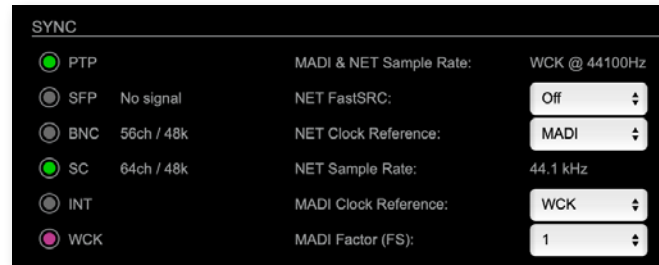 SYNC
PTP MADI & NET Sample Rate: WCK @ 44100Hz
SFP No signal NET FastSRC: Off
BNC 56ch / 48k NET Clock Reference: MADI
SC 64ch / 48k NET Sample Rate: 44.1 kHz
INT MADI Clock Reference: WCK
WCK MADI Factor (FS): 1